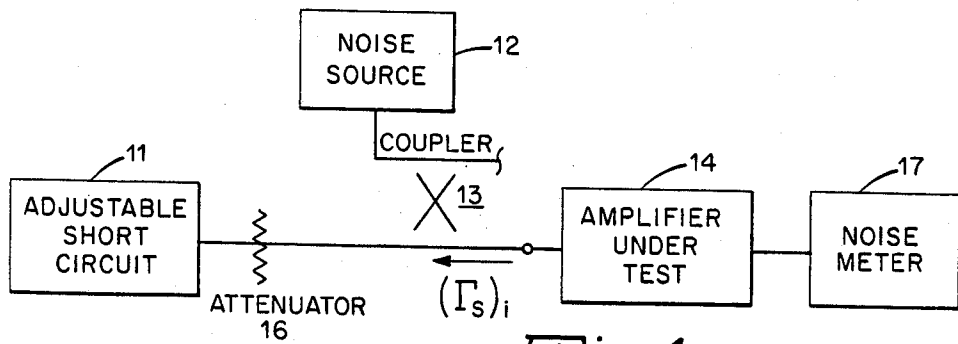 NOISE
SOURCE
12
COUPLER
11
ADJUSTABLE
SHORT
CIRCUIT
13
14
AMPLIFIER
UNDER
TEST
17
NOISE
METER
(Γs)i
ATTENUATOR
16